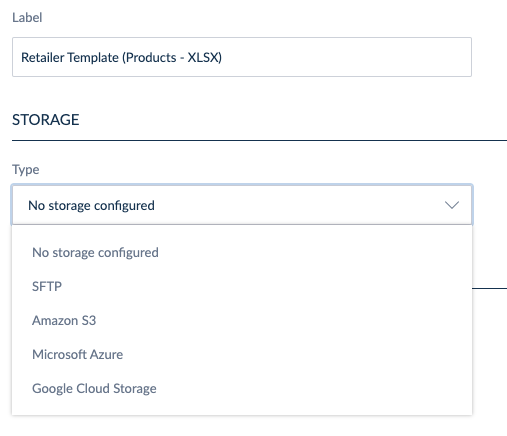 Label
Retailer Template (Products - XLSX)
STORAGE
Type
No storage configured
No storage configured
SFTP
Amazon S3
Microsoft Azure
Google Cloud Storage